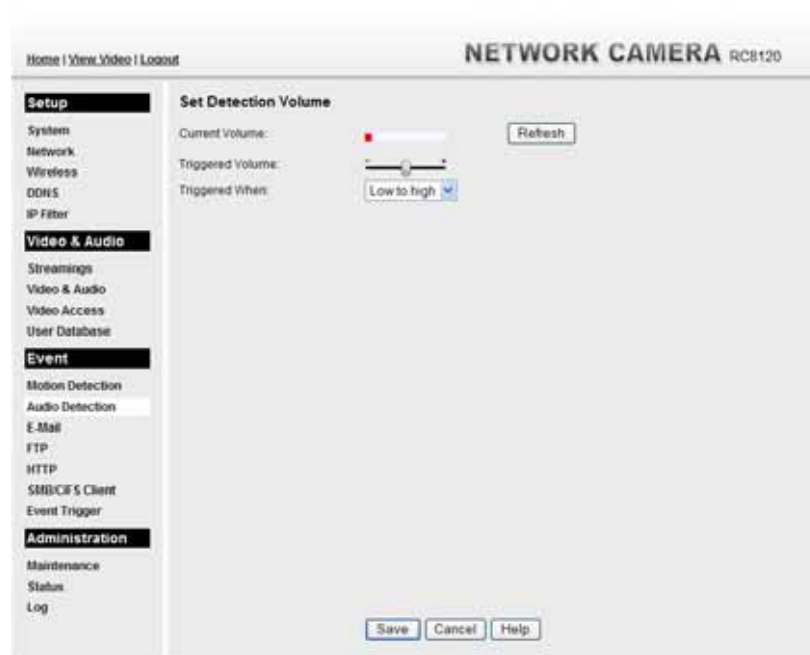 Home | View Video | Logout
NETWORK CAMERA RC8120
Setup
System
Network
Wireless
DDNS
IP Filter
Video & Audio
Streamings
Video & Audio
Video Access
User Database
Event
Motion Detection
Audio Detection
E-Mail
FTP
HTTP
SMB/CIFS Client
Event Trigger
Administration
Maintenance
Status
Log
Set Detection Volume
Current Volume: Refresh
Triggered Volume: - +
Triggered When: Low to high
Save Cancel Help